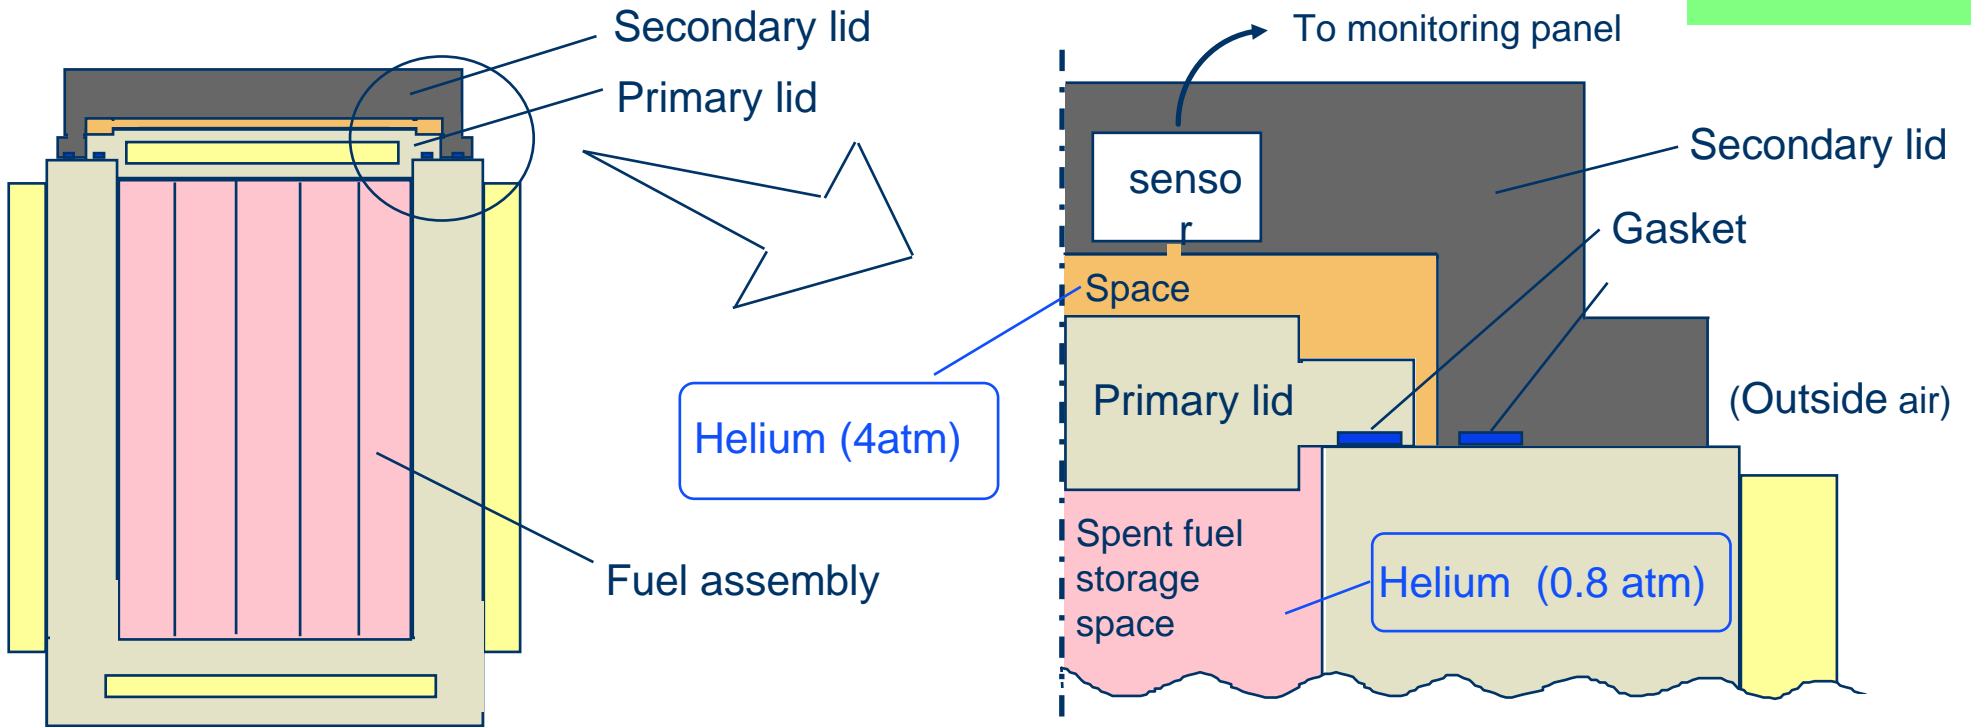 Secondary lid
Primary lid
Fuel assembly
To monitoring panel
senso
r
Secondary lid
Gasket
Space
Helium (4atm)
Primary lid
(Outside air)
Spent fuel
storage
space
Helium (0.8 atm)